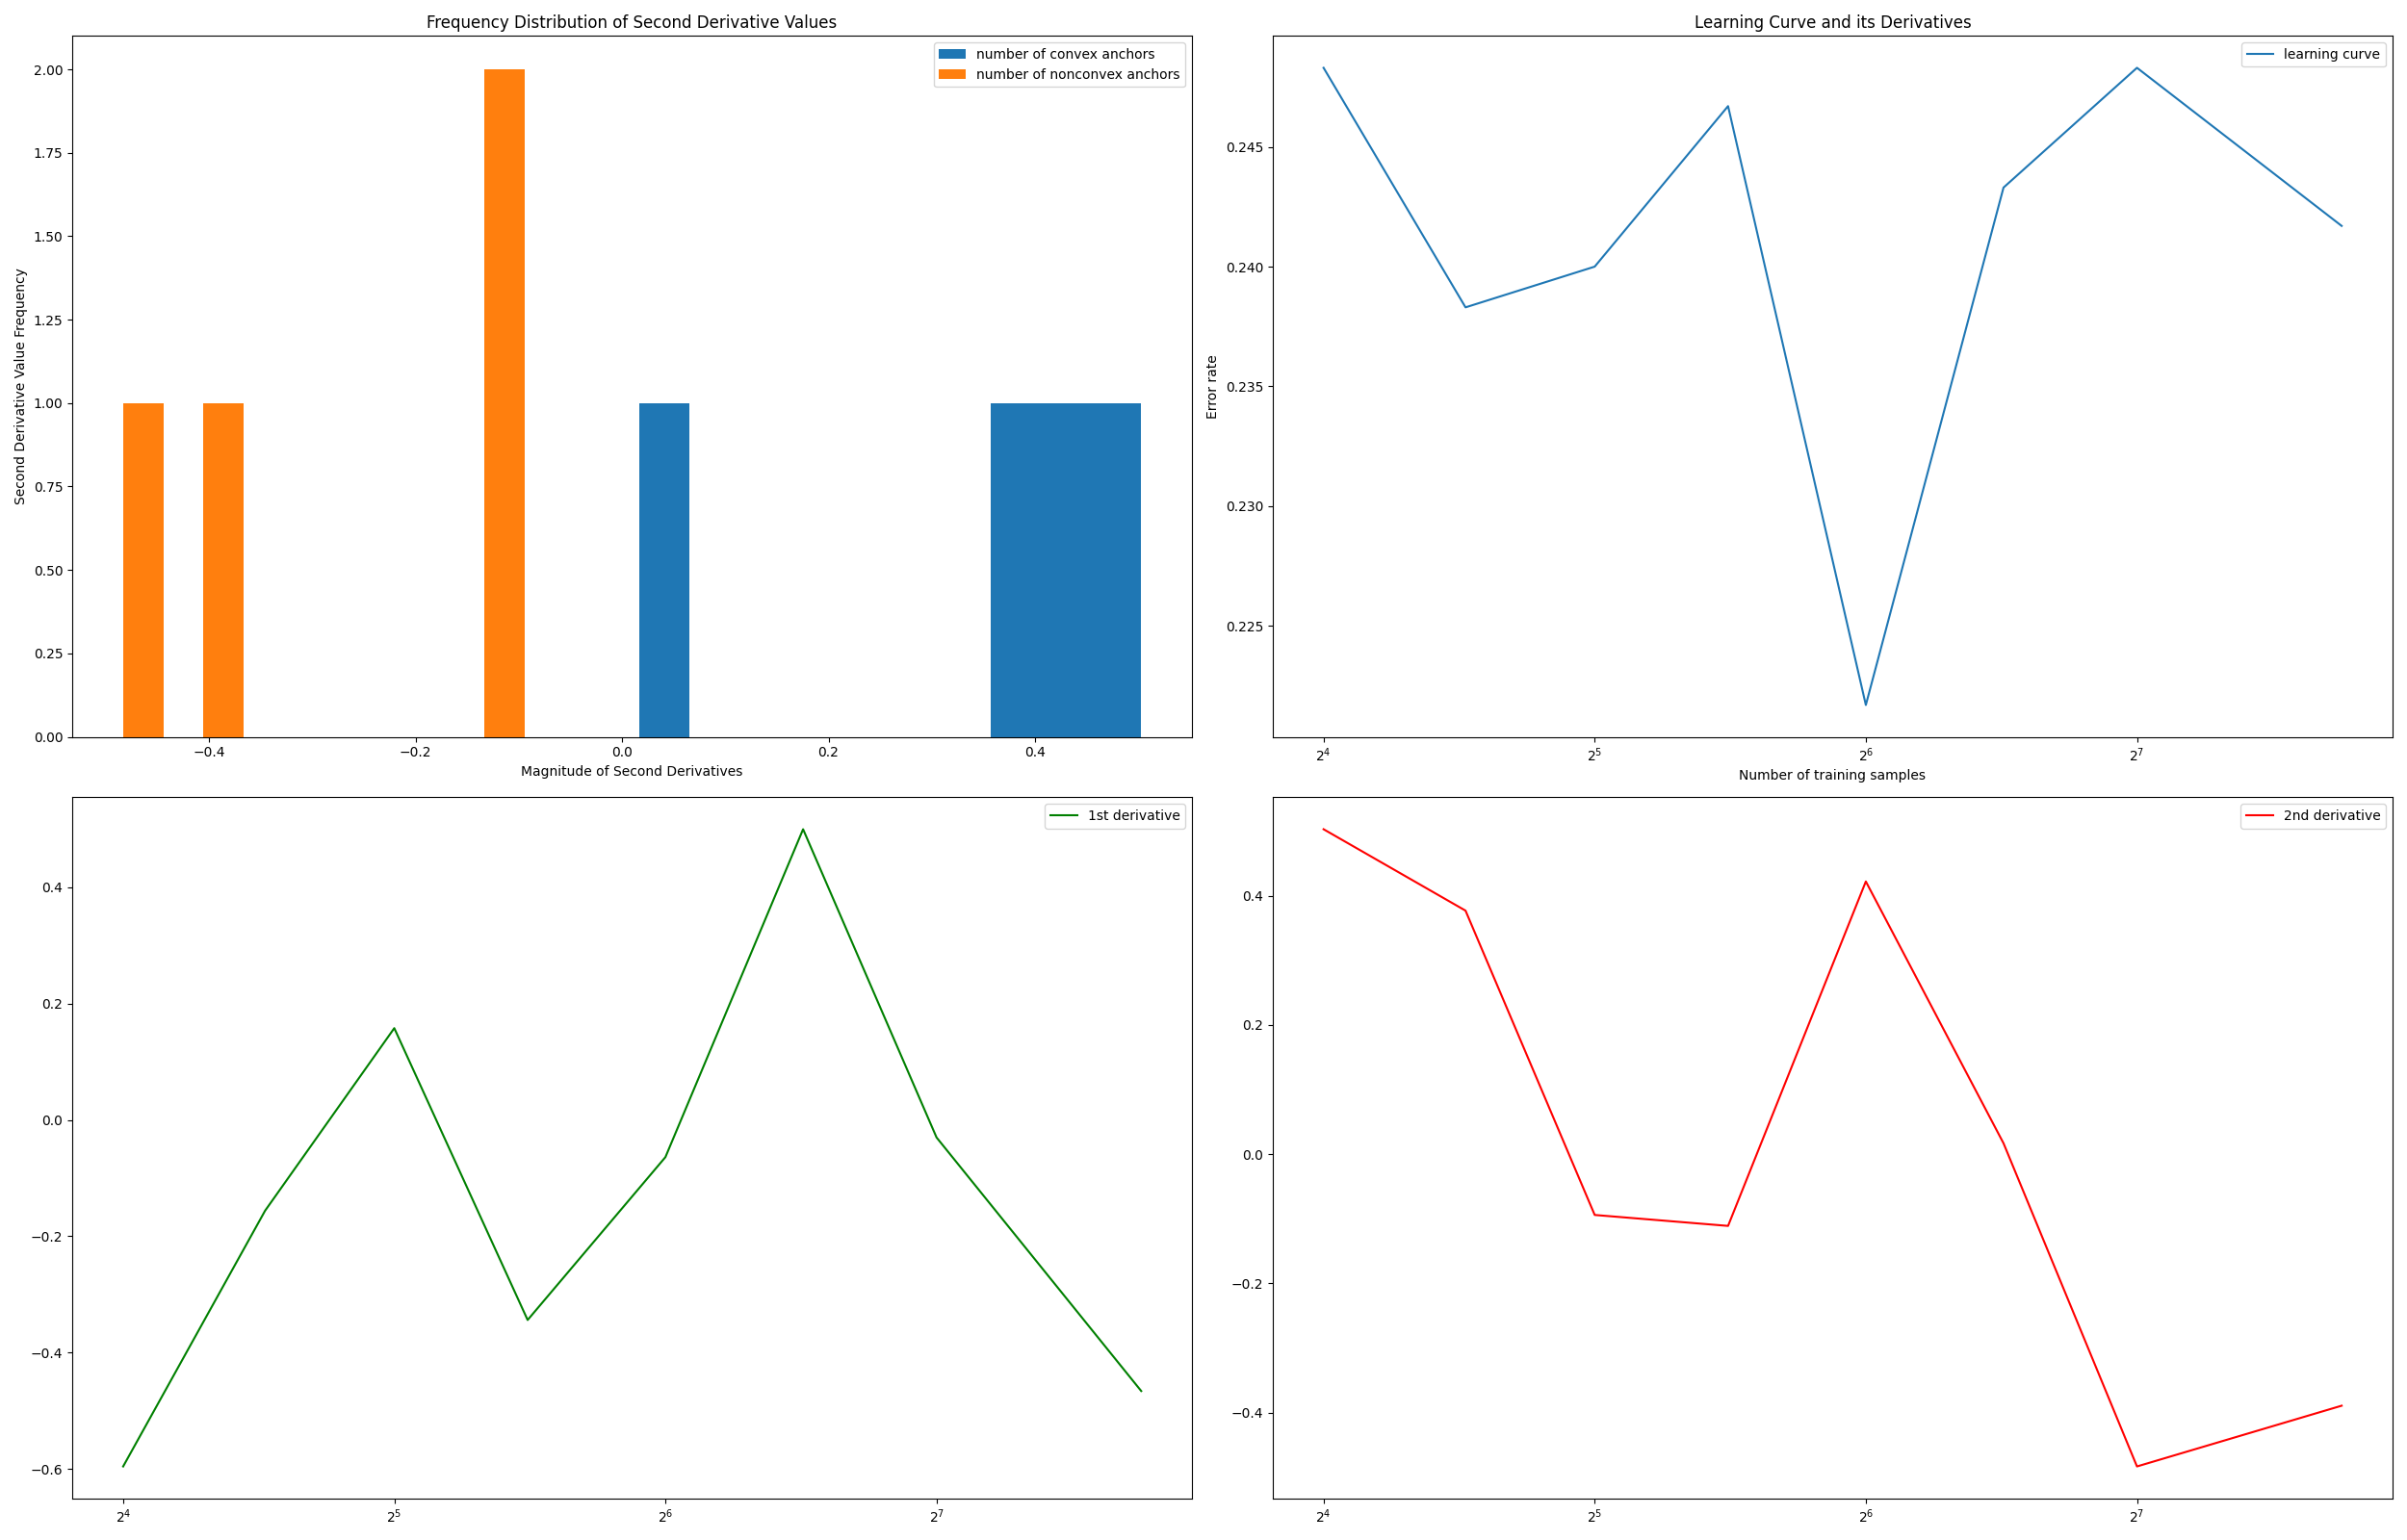 Frequency Distribution of Second Derivative Values
number of convex anchors
number of nonconvex anchors
2.00
1.75
1.50
1.25
1.00
0.75
0.50
0.25
0.00
Second Derivative Value Frequency
−0.4 −0.2 0.0 0.2 0.4
Magnitude of Second Derivatives
Learning Curve and its Derivatives
learning curve
0.245
0.240
0.235
0.230
0.225
Error rate
2⁴ 2⁵ 2⁶ 2⁷
Number of training samples
1st derivative
0.4
0.2
0.0
−0.2
−0.4
−0.6
2⁴ 2⁵ 2⁶ 2⁷
2nd derivative
0.4
0.2
0.0
−0.2
−0.4
2⁴ 2⁵ 2⁶ 2⁷